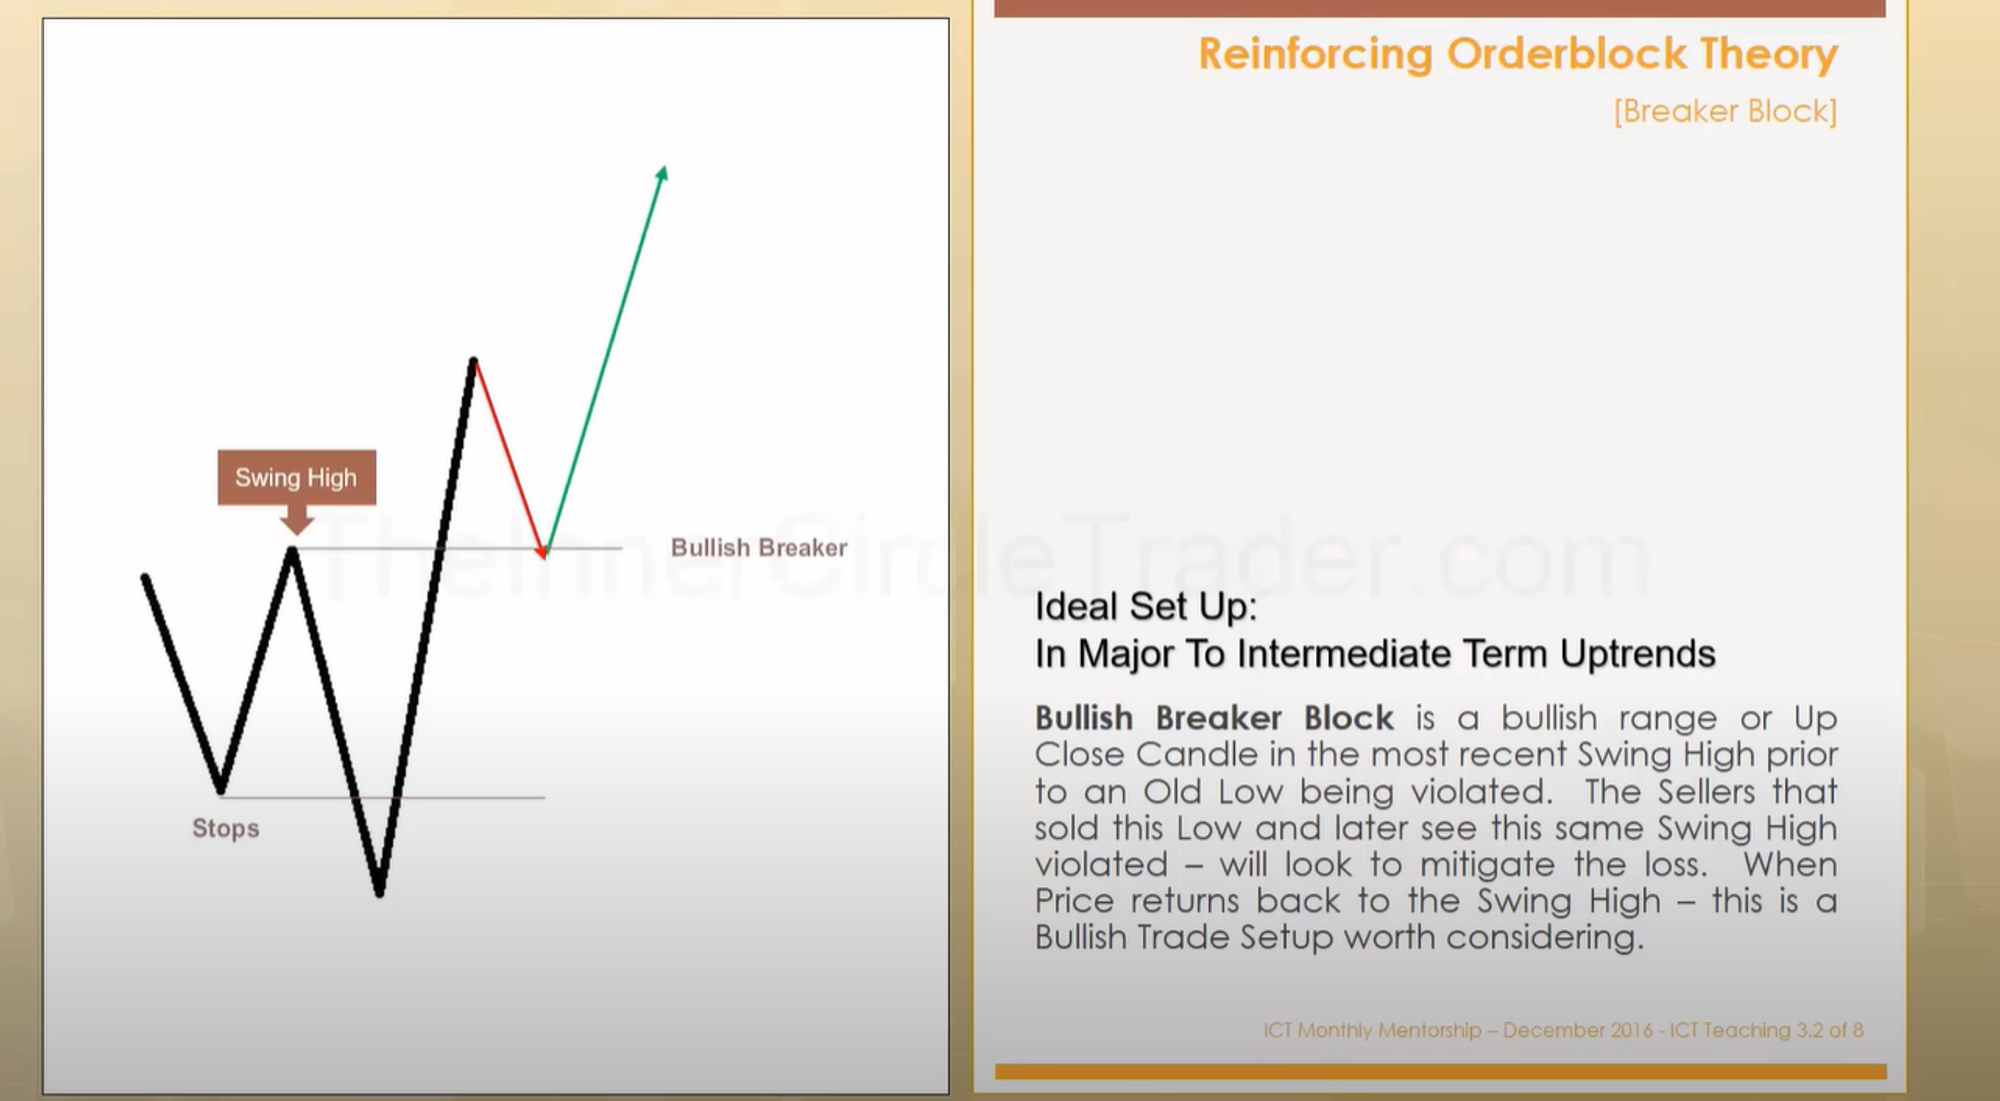 Reinforcing Orderblock Theory
[Breaker Block]
Swing High
Bullish Breaker
Stops
TheInnerCircleTrader.com
Ideal Set Up:
In Major To Intermediate Term Uptrends
Bullish Breaker Block is a bullish range or Up
Close Candle in the most recent Swing High prior
to an Old Low being violated. The Sellers that
sold this Low and later see this same Swing High
violated – will look to mitigate the loss. When
Price returns back to the Swing High – this is a
Bullish Trade Setup worth considering.
ICT Monthly Mentorship – December 2016 - ICT Teaching 3.2 of 8